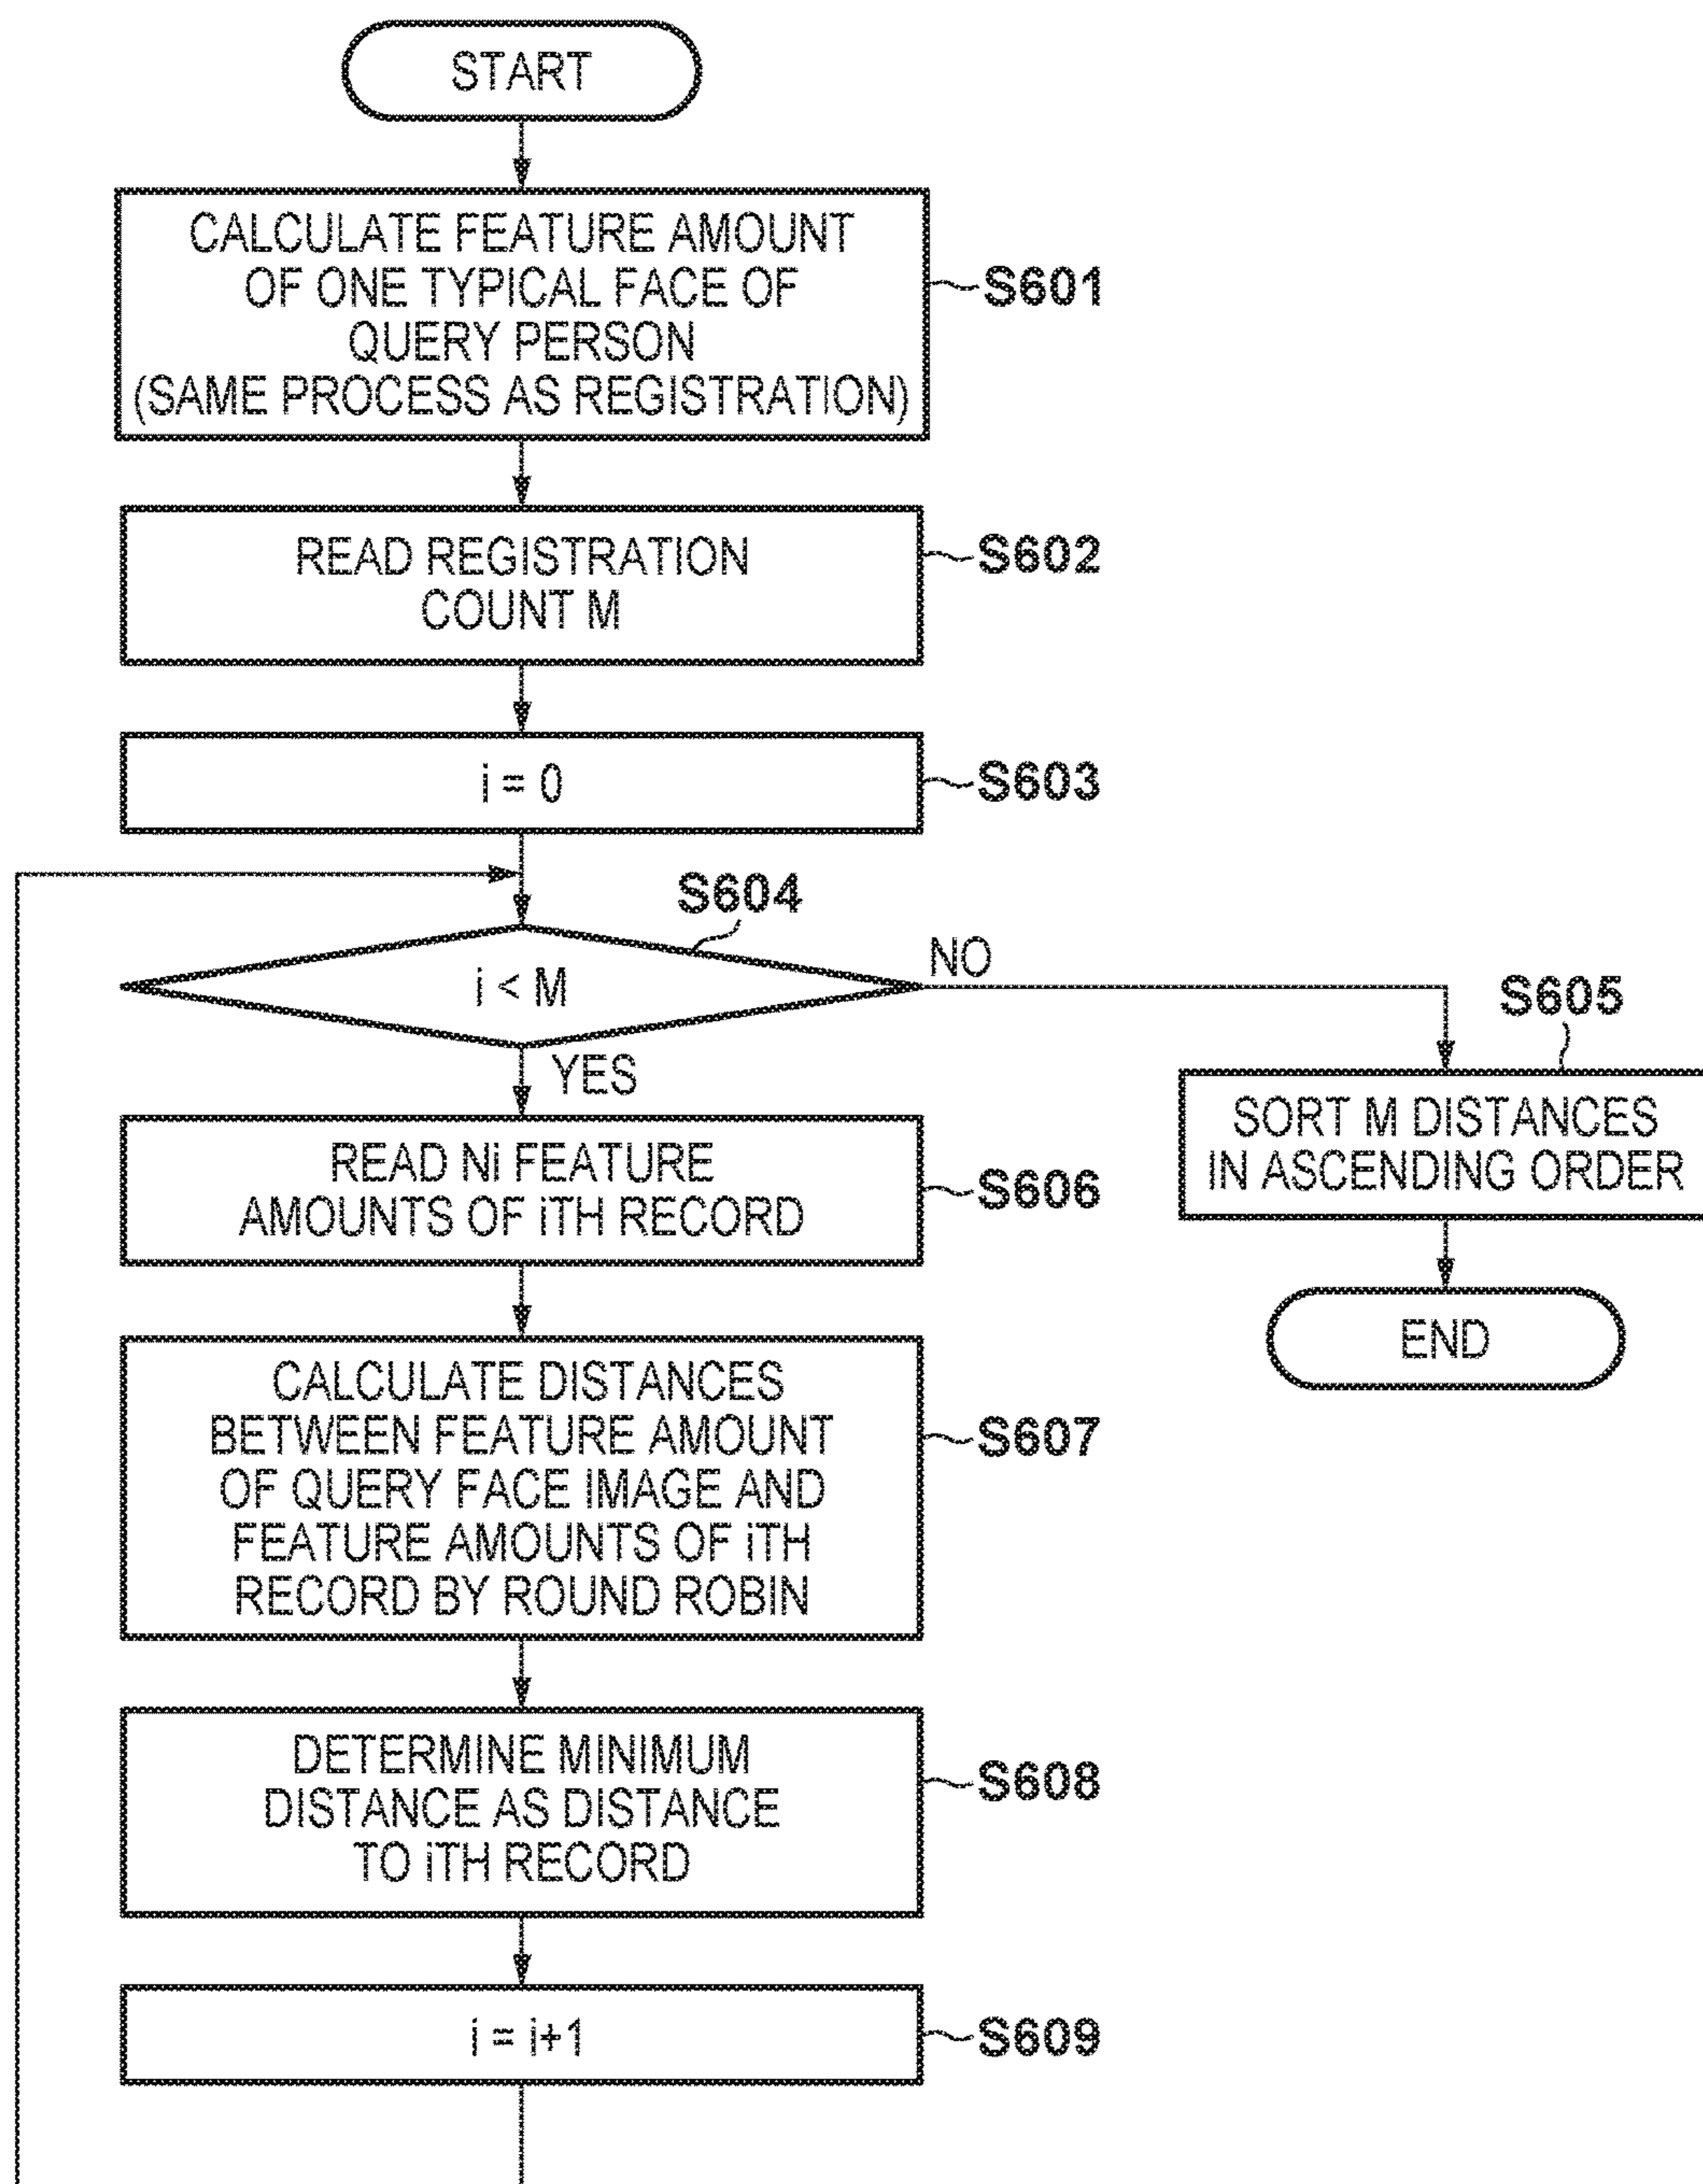 START
CALCULATE FEATURE AMOUNT
OF ONE TYPICAL FACE OF
QUERY PERSON
(SAME PROCESS AS REGISTRATION)
S601
READ REGISTRATION
COUNT M
S602
i = 0
S603
S604
i < M
NO
YES
S605
SORT M DISTANCES
IN ASCENDING ORDER
END
READ Ni FEATURE
AMOUNTS OF iTH RECORD
S606
CALCULATE DISTANCES
BETWEEN FEATURE AMOUNT
OF QUERY FACE IMAGE AND
FEATURE AMOUNTS OF iTH
RECORD BY ROUND ROBIN
S607
DETERMINE MINIMUM
DISTANCE AS DISTANCE
TO iTH RECORD
S608
i = i+1
S609